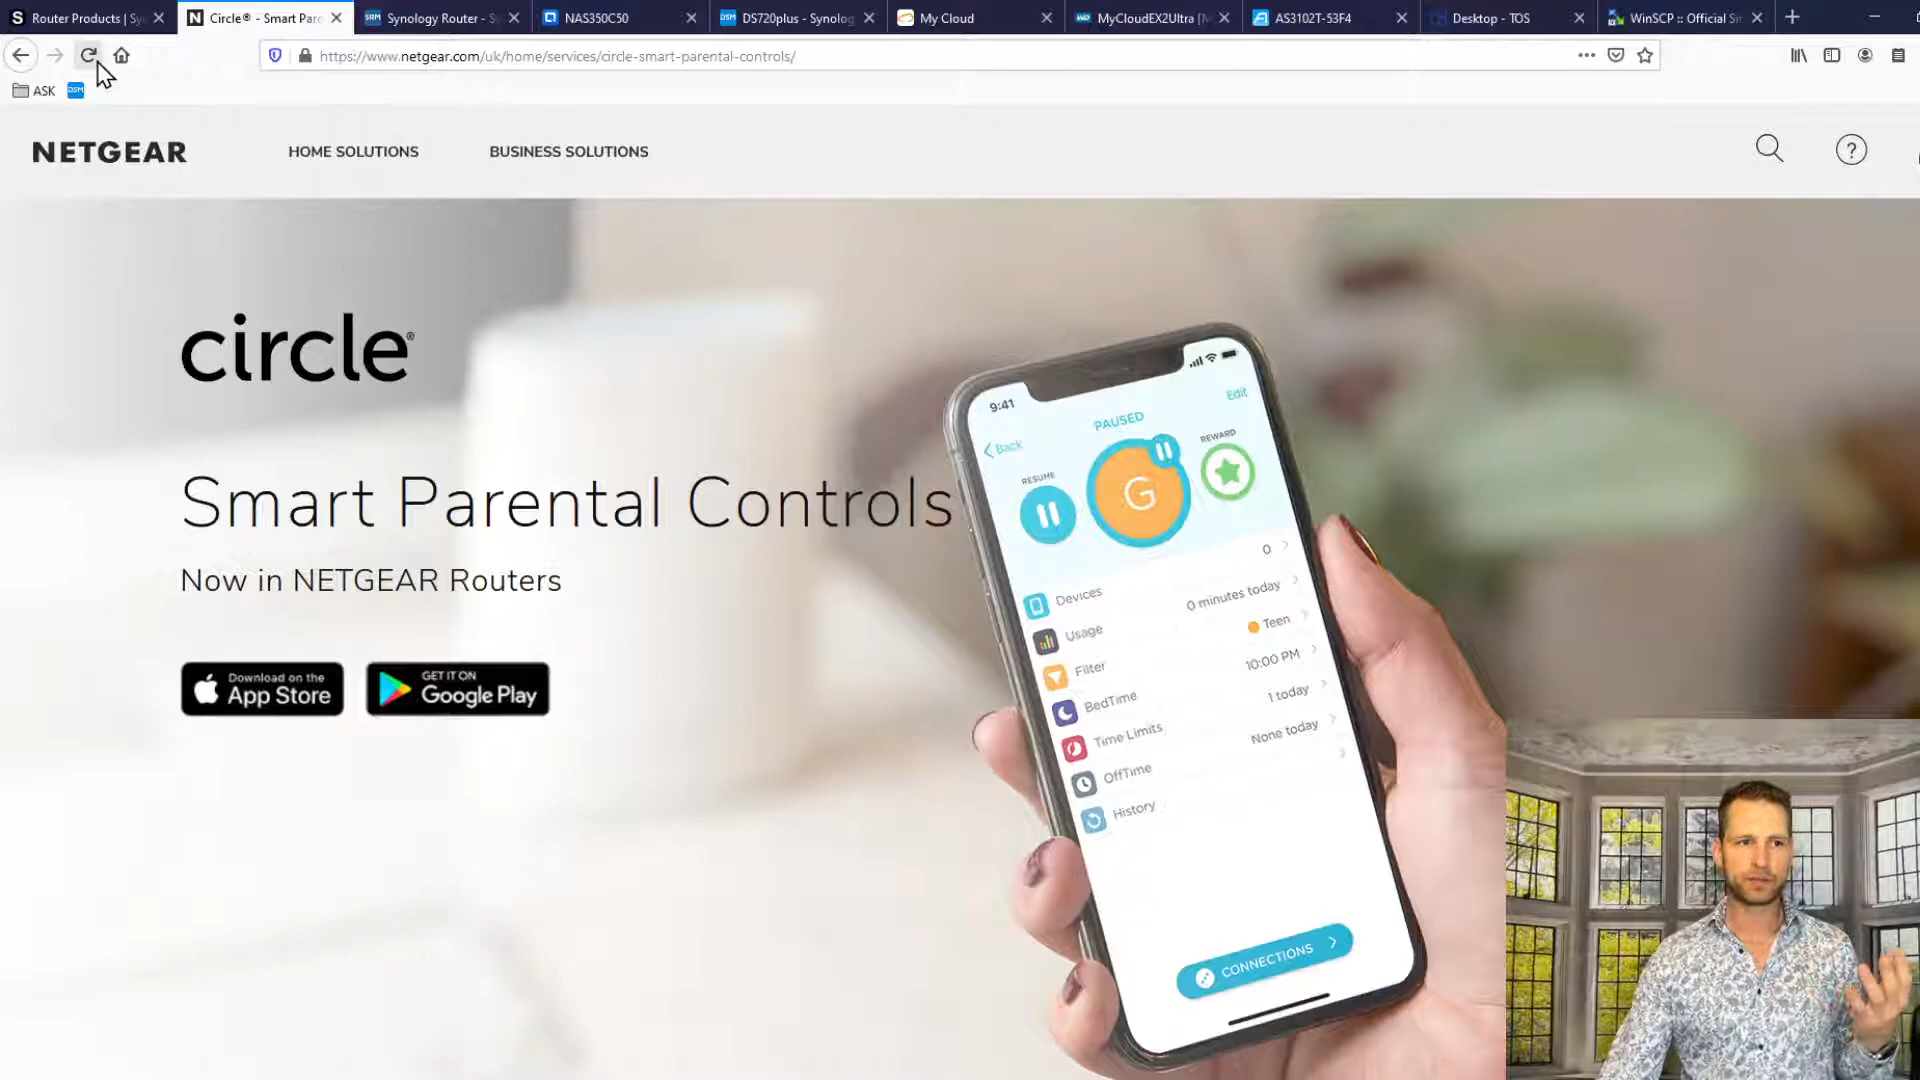 Router Products | Sy
Circle® - Smart Par
Synology Router - S
NAS350C50
DS720plus - Synolog
My Cloud
MyCloudEX2Ultra [
AS3102T-53F4
Desktop - TOS
WinSCP :: Official Si
https://www.netgear.com/uk/home/services/circle-smart-parental-controls/
ASK
DSM
NETGEAR
HOME SOLUTIONS
BUSINESS SOLUTIONS
circle®
Smart Parental Controls
Now in NETGEAR Routers
Download on the
App Store
GET IT ON
Google Play
9:41
Back
PAUSED
Edit
RESUME
G
REWARD
Devices
0
Usage
0 minutes today
Filter
Teen
BedTime
10:00 PM
Time Limits
1 today
OffTime
None today
History
CONNECTIONS